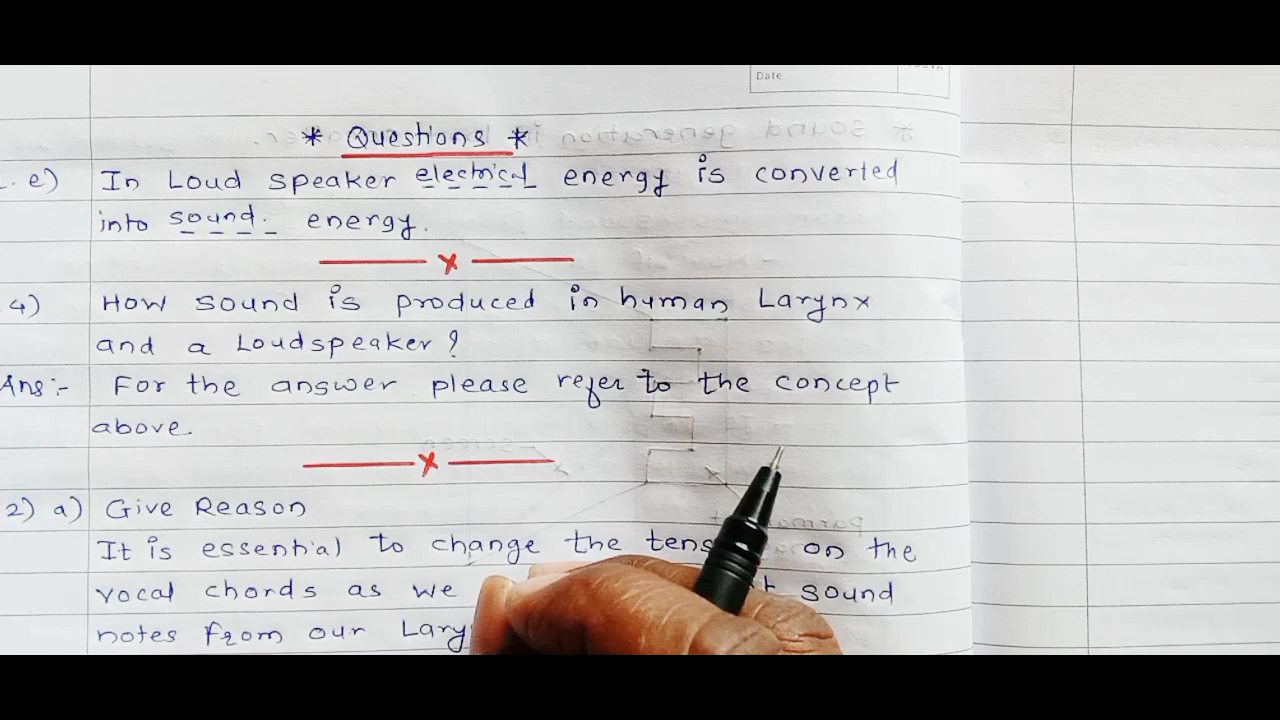 Date
* Questions *
1. e) In Loud speaker electrical energy is converted
into sound. energy.
x
4) How sound is produced in human Larynx
and a Loudspeaker?
Ans:- For the answer please refer to the concept
above.
x
2) a) Give Reason
It is essential to change the on the
vocal chords as we sound
notes from our